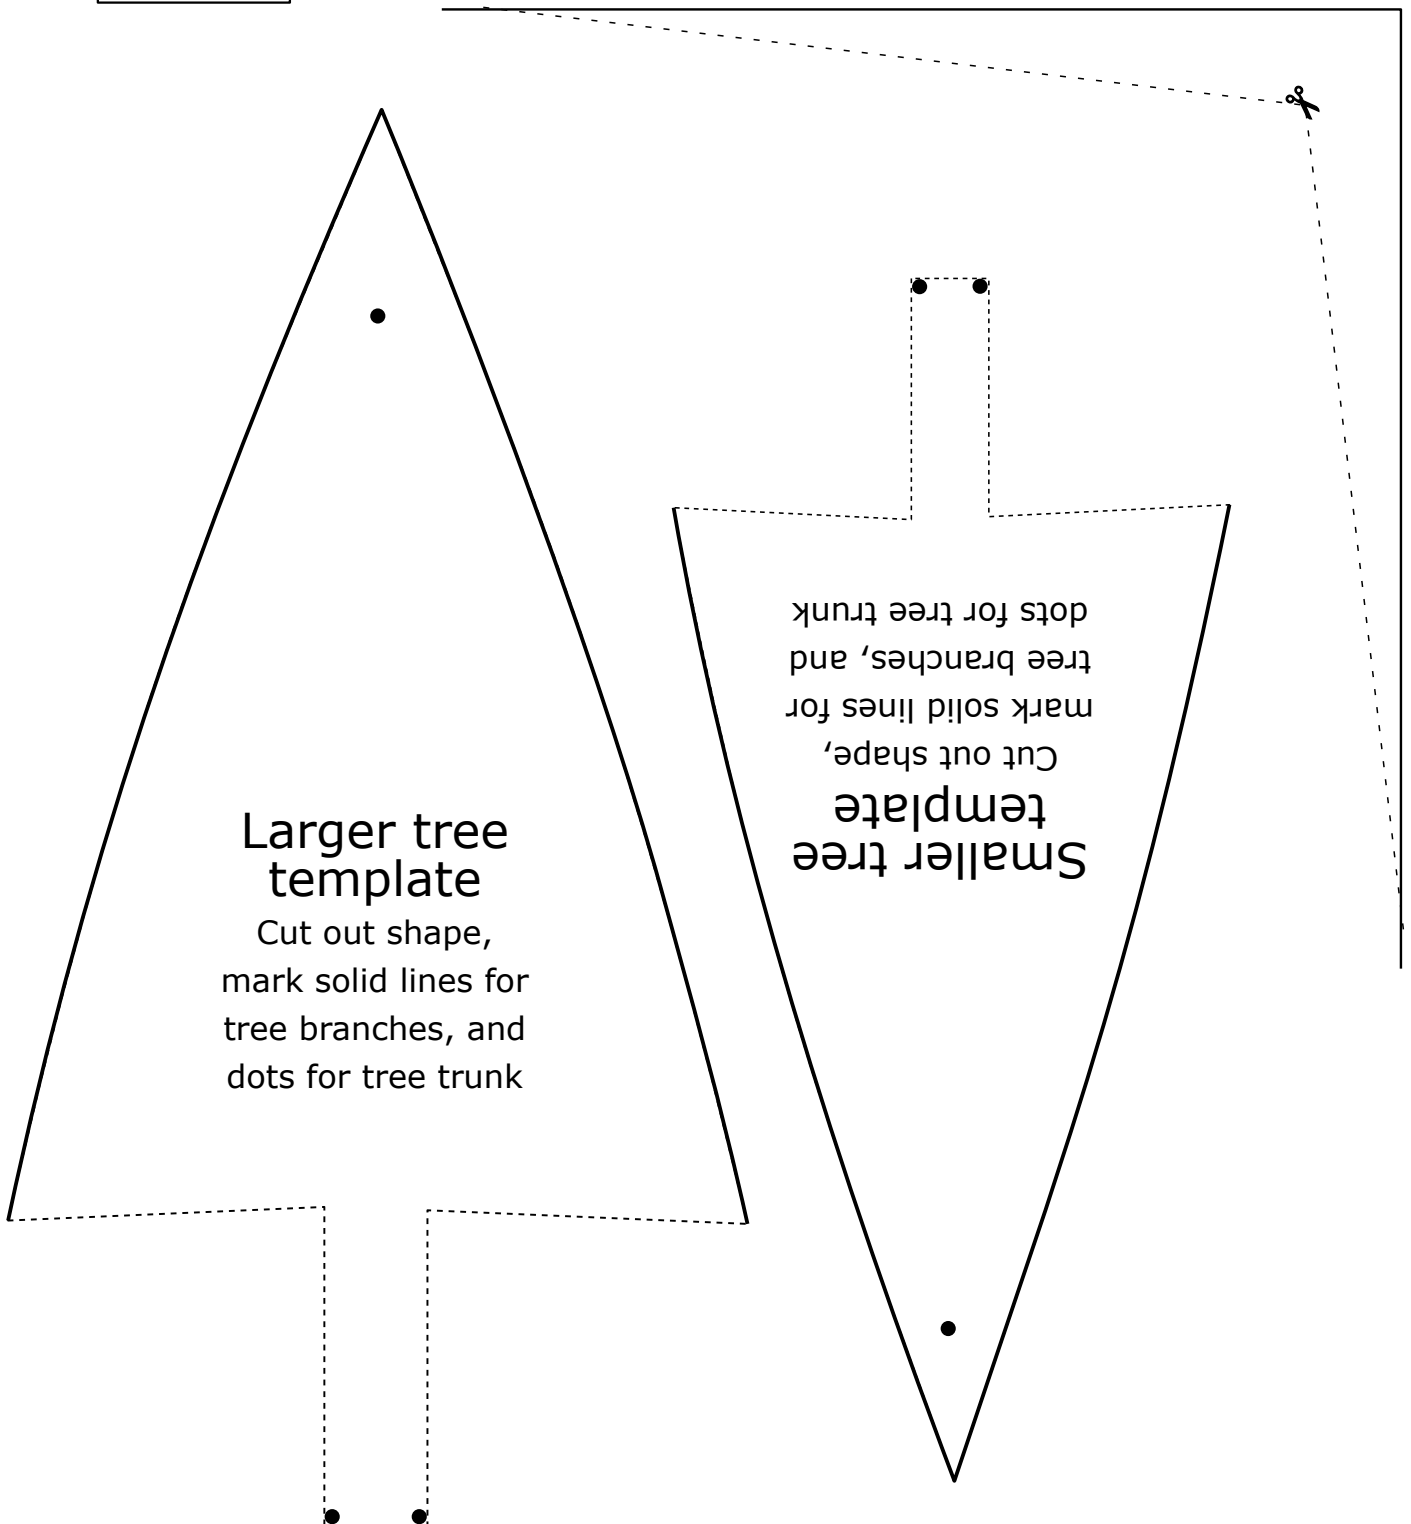 Larger tree
template
Cut out shape,
mark solid lines for
tree branches, and
dots for tree trunk
Smaller tree
template
Cut out shape,
mark solid lines for
tree branches, and
dots for tree trunk